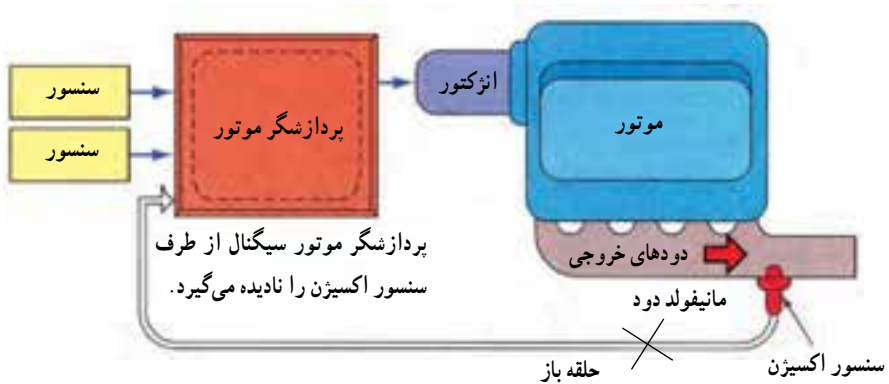 سنسور
سنسور
پردازشگر موتور
انژکتور
موتور
پردازشگر موتور سیگنال از طرف
سنسور اکسیژن را نادیده می‌گیرد.
دودهای خروجی
مانیفولد دود
سنسور اکسیژن
حلقه باز